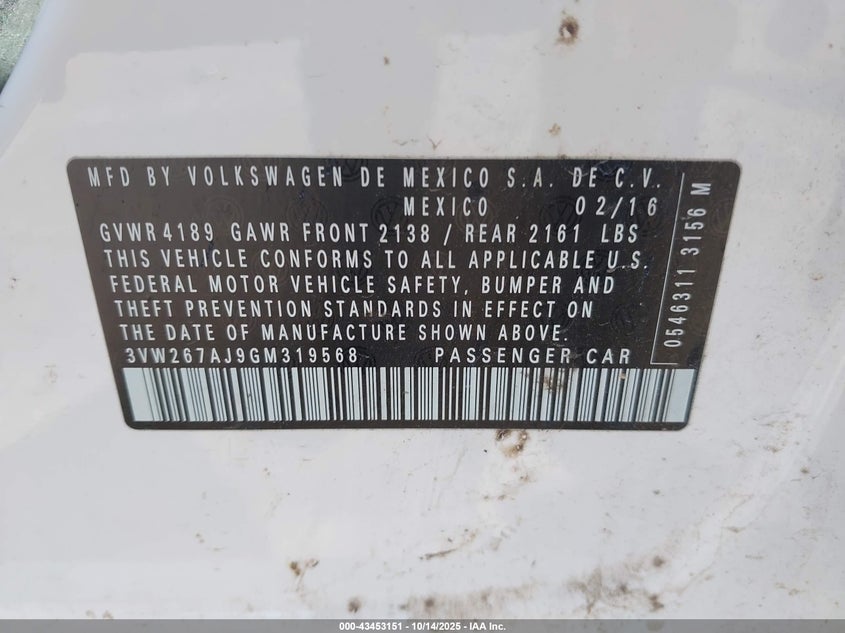 MFD BY VOLKSWAGEN DE MEXICO S.A. DE C.V.
MEXICO 02/16
GVWR 4189 GAWR FRONT 2138 / REAR 2161 LBS
THIS VEHICLE CONFORMS TO ALL APPLICABLE U.S.
FEDERAL MOTOR VEHICLE SAFETY, BUMPER AND
THEFT PREVENTION STANDARDS IN EFFECT ON
THE DATE OF MANUFACTURE SHOWN ABOVE.
3VW267AJ9GM319568 PASSENGER CAR
0546311 3156 M
000-43453151 - 10/14/2025 - IAA Inc.